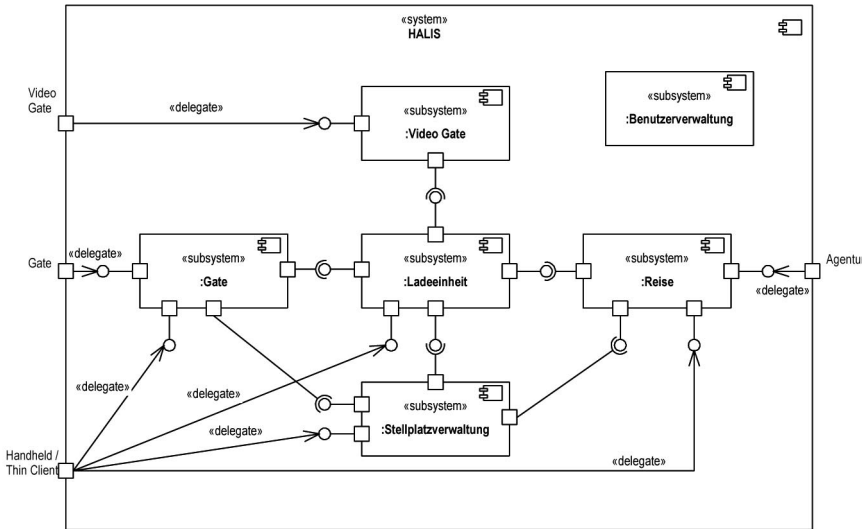 «system»
HALIS
Video
Gate
«delegate»
«subsystem»
:Video Gate
«subsystem»
:Benutzerverwaltung
Gate
«delegate»
«subsystem»
:Gate
«subsystem»
:Ladeeinheit
«subsystem»
:Reise
Agentur
«delegate»
«delegate»
«delegate»
«subsystem»
:Stellplatzverwaltung
«delegate»
Handheld /
Thin Client
«delegate»